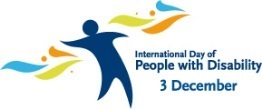 International Day of
People with Disability
3 December